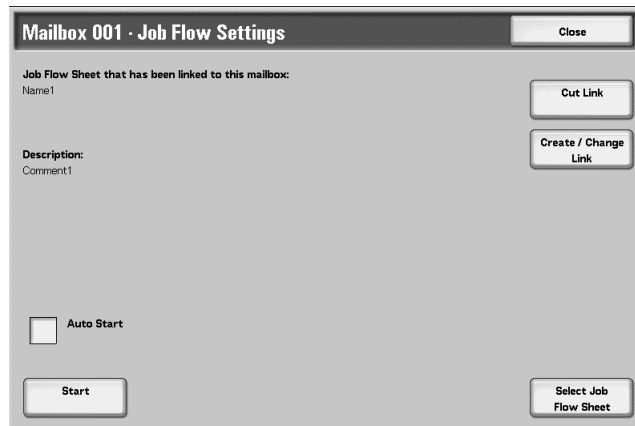 Mailbox 001 - Job Flow Settings
Close
Job Flow Sheet that has been linked to this mailbox:
Name1
Cut Link
Create / Change
Link
Description:
Comment1
Auto Start
Start
Select Job
Flow Sheet